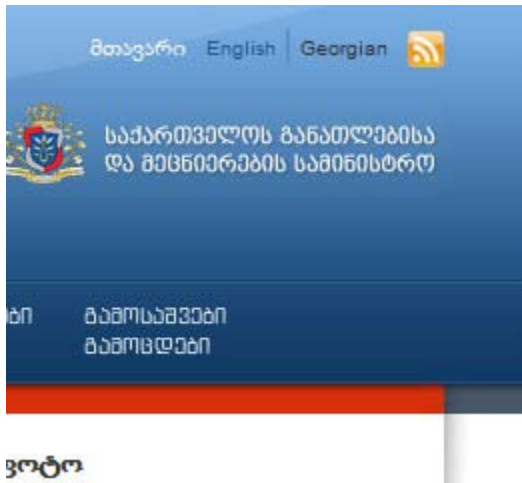 მთავარი English Georgian
საქართველოს განათლებისა
და მეცნიერების სამინისტრო
გამოსაშვები
გამოცდები